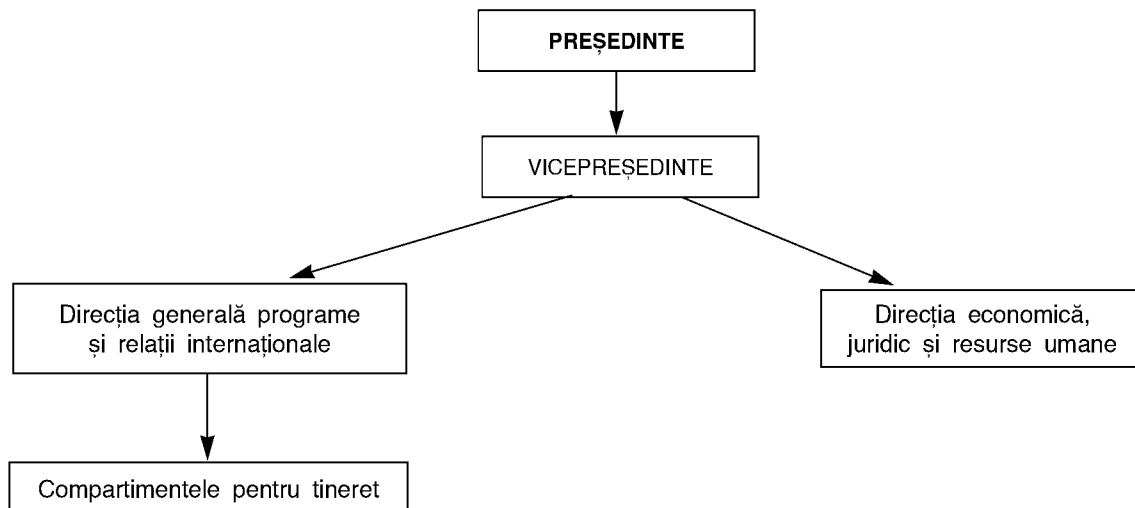 PREȘEDINTE
VICEPREȘEDINTE
Direcția generală programe
și relații internaționale
Direcția economică,
juridic și resurse umane
Compartimentele pentru tineret